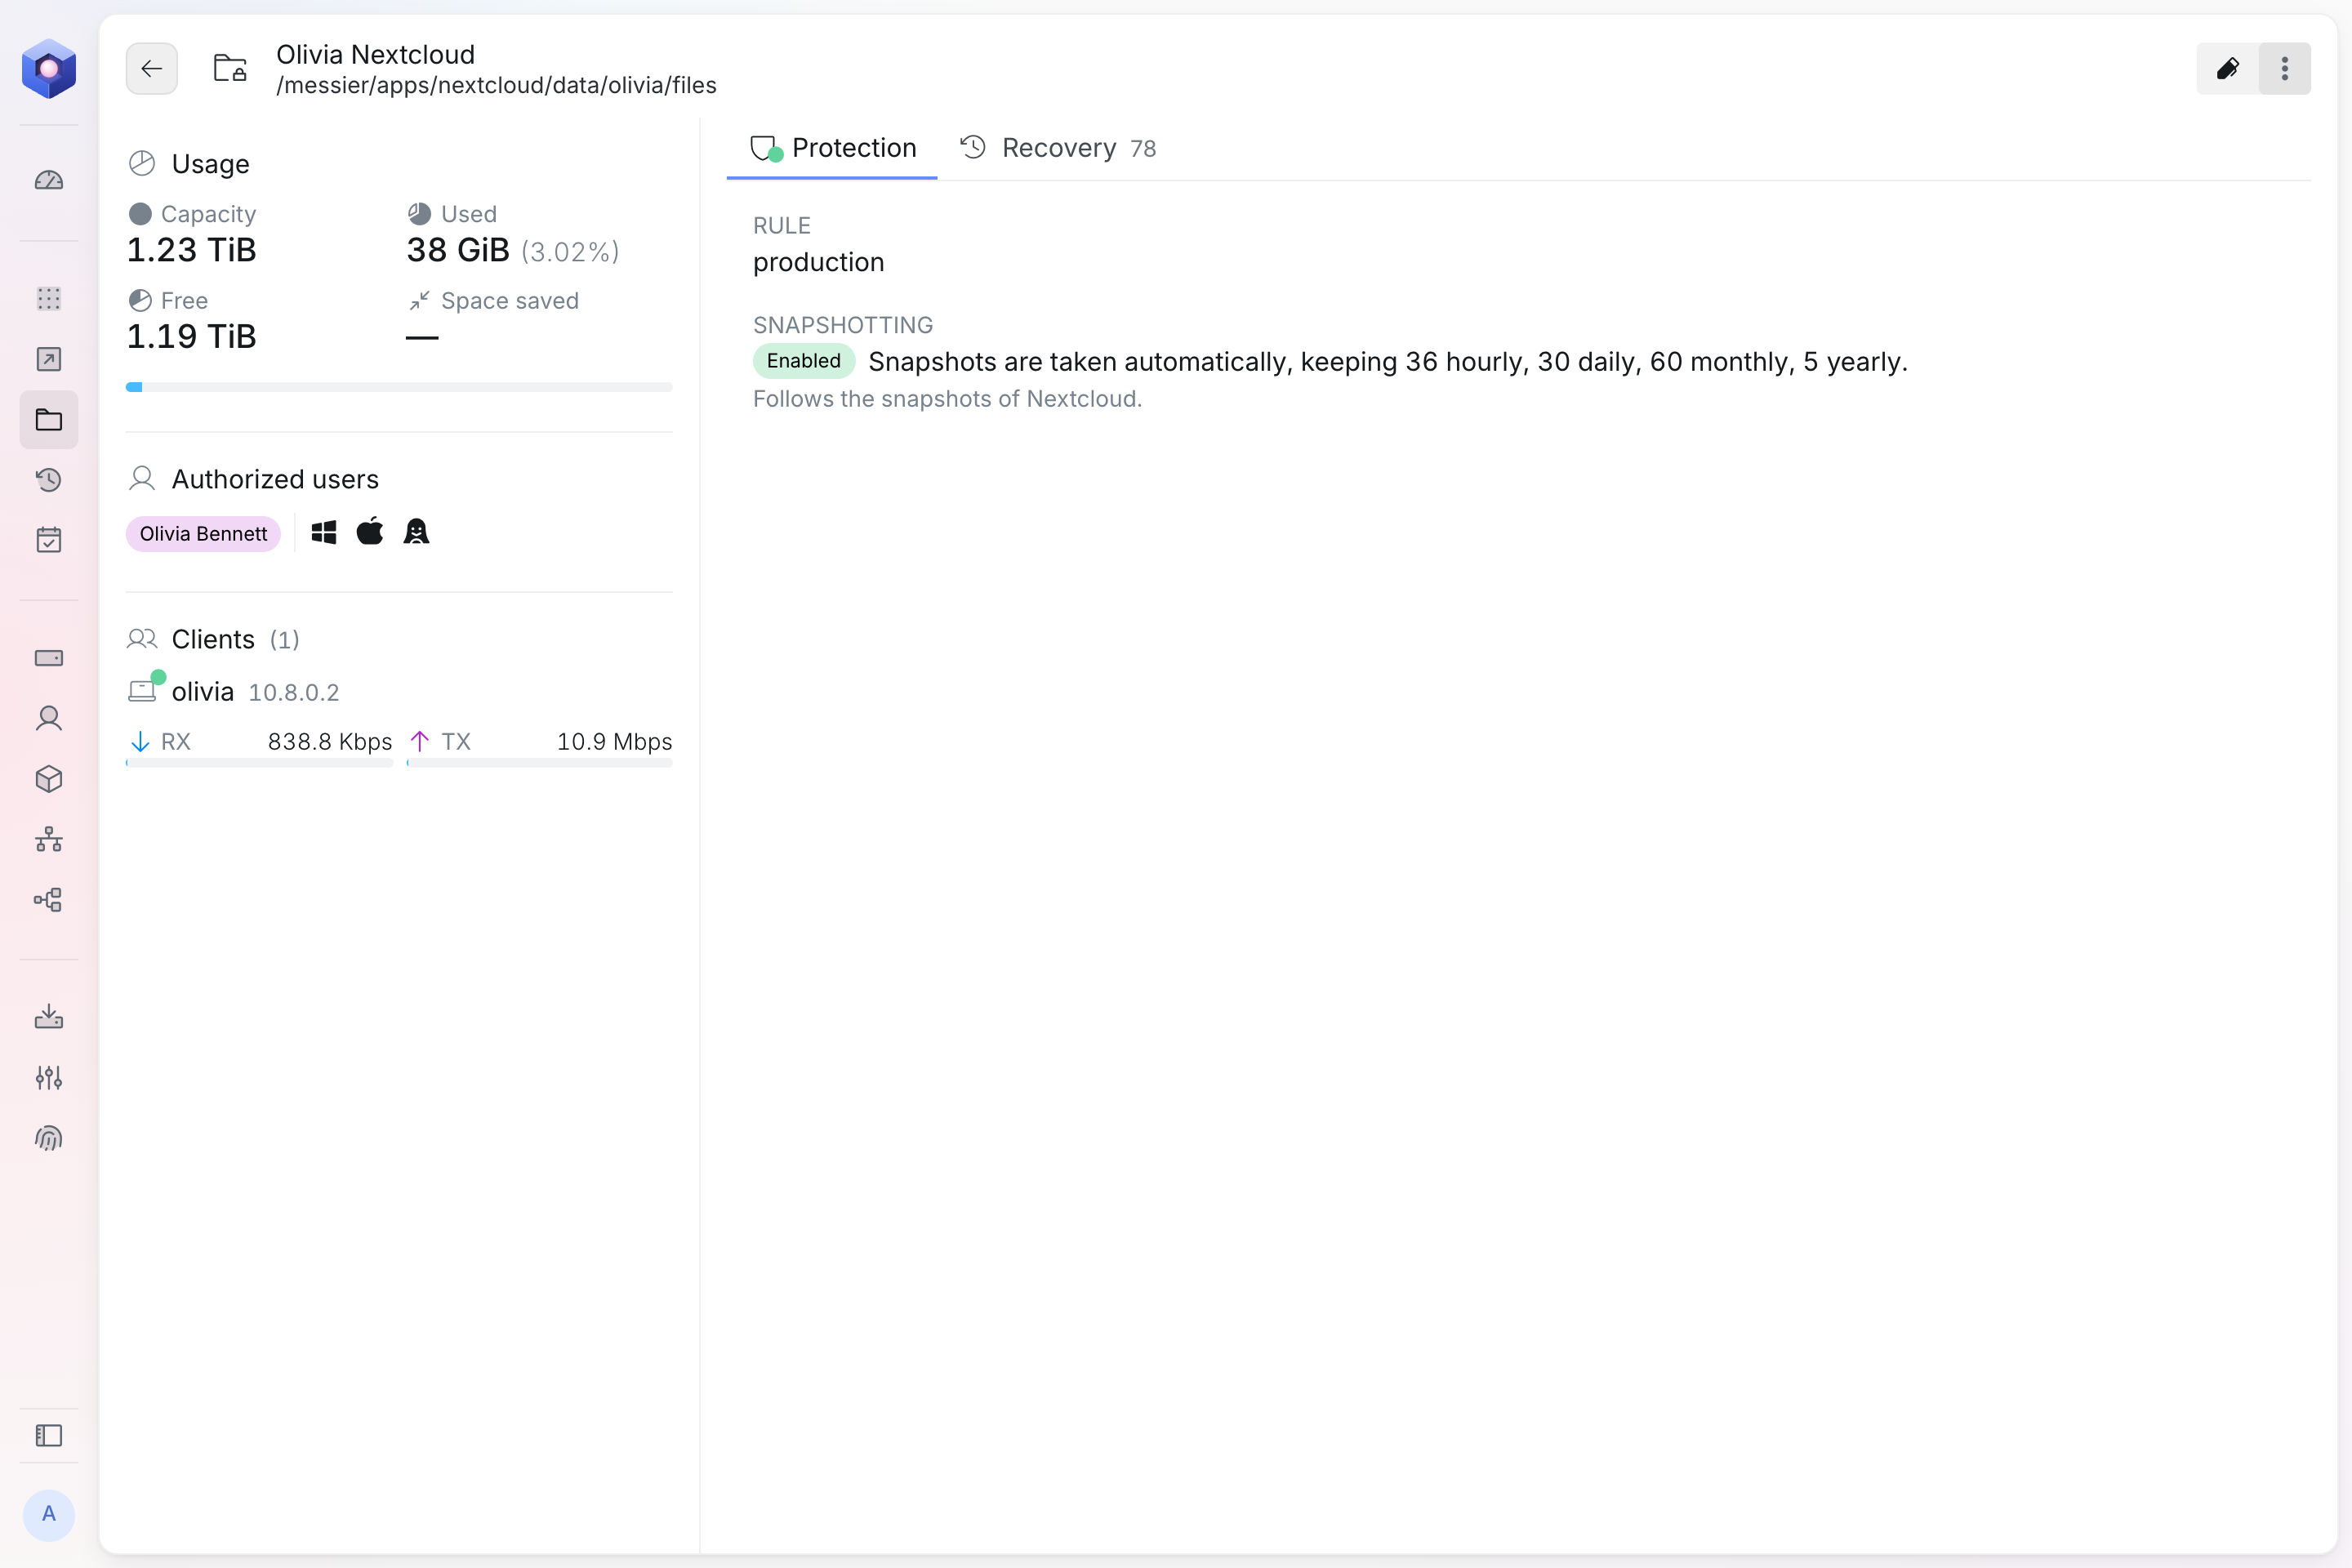 Olivia Nextcloud
/messier/apps/nextcloud/data/olivia/files
Usage
Capacity
1.23 TiB
Used
38 GiB (3.02%)
Free
1.19 TiB
Space saved
—
Authorized users
Olivia Bennett
Clients (1)
olivia 10.8.0.2
RX 838.8 Kbps
TX 10.9 Mbps
Protection
Recovery 78
RULE
production
SNAPSHOTTING
Enabled Snapshots are taken automatically, keeping 36 hourly, 30 daily, 60 monthly, 5 yearly.
Follows the snapshots of Nextcloud.
A